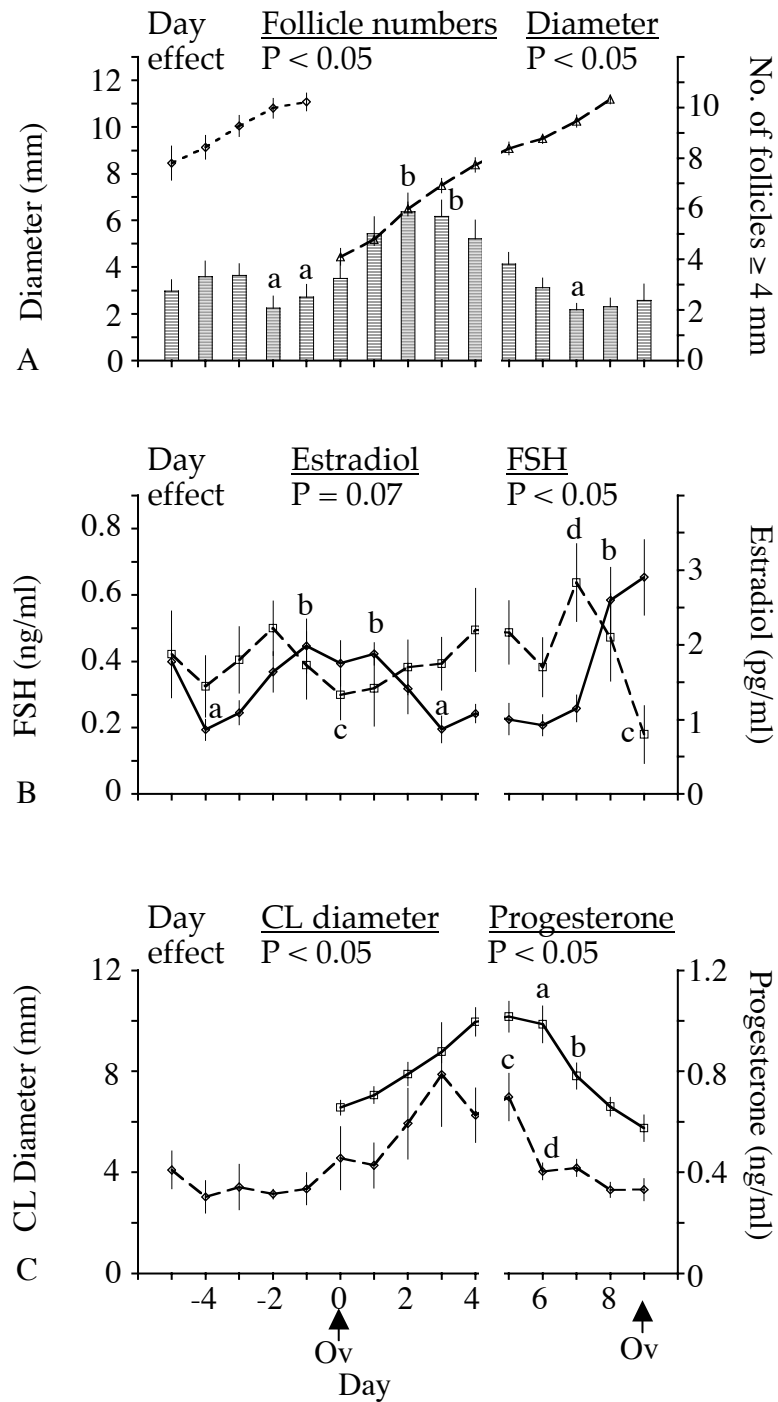 Day effect
Follicle numbers
P < 0.05
Diameter
P < 0.05
Diameter (mm)
12
10
8
6
4
2
0
No. of follicles ≥ 4 mm
10
8
6
4
2
0
a
a
b
b
a
A
Day effect
Estradiol
P = 0.07
FSH
P < 0.05
FSH (ng/ml)
0.8
0.6
0.4
0.2
0
Estradiol (pg/ml)
3
2
1
0
a
b
c
b
a
d
b
c
B
Day effect
CL diameter
P < 0.05
Progesterone
P < 0.05
CL Diameter (mm)
12
8
4
0
Progesterone (ng/ml)
1.2
0.8
0.4
0
a
b
c
d
C
-4 -2 0 2 4 6 8
Ov
Ov
Day